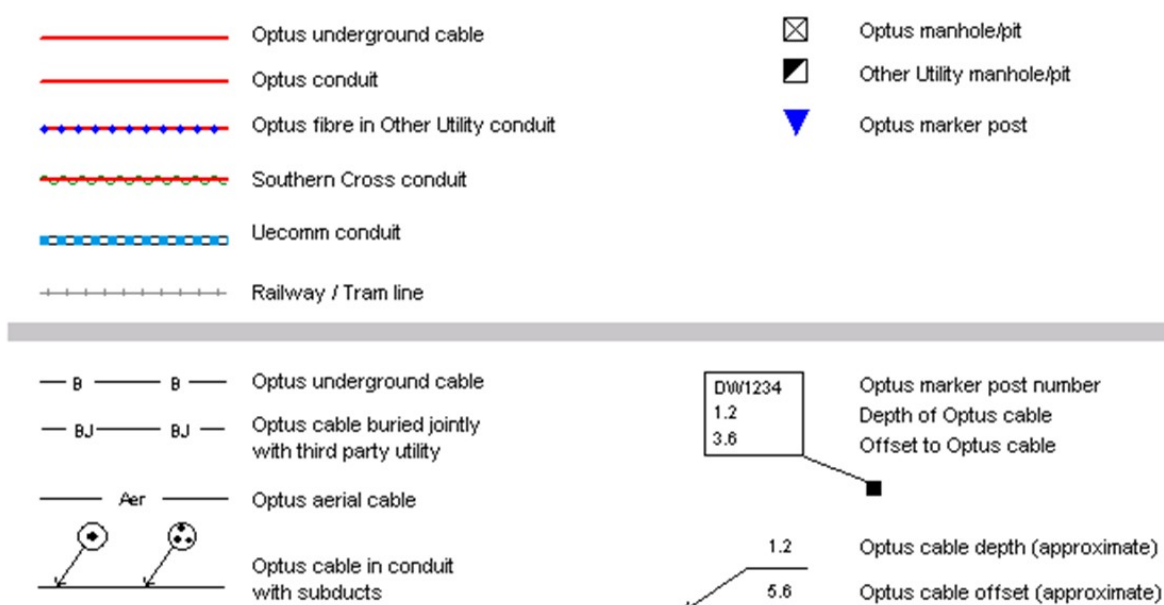 Optus underground cable
Optus conduit
Optus fibre in Other Utility conduit
Southern Cross conduit
Uecomm conduit
Railway / Tram line
Optus manhole/pit
Other Utility manhole/pit
Optus marker post
B B
Optus underground cable
BJ BJ
Optus cable buried jointly
with third party utility
Aer
Optus aerial cable
Optus cable in conduit
with subducts
DW1234
Optus marker post number
1.2
Depth of Optus cable
3.6
Offset to Optus cable
1.2
Optus cable depth (approximate)
5.6
Optus cable offset (approximate)